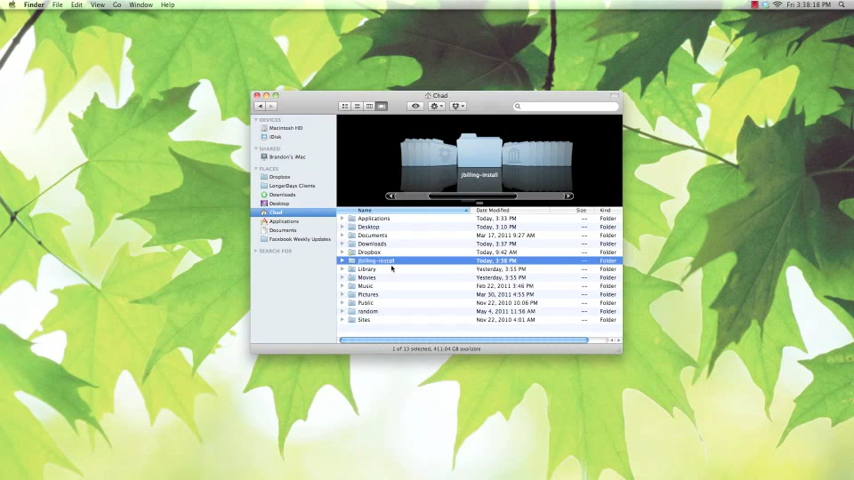 Finder File Edit View Go Window Help
Fri 3:38:18 PM
Chad
DEVICES
Macintosh HD
iDisk
SHARED
Brandon's iMac
PLACES
Dropbox
LongerDays Clients
Downloads
Desktop
Chad
Applications
Documents
Facebook Weekly Updates
SEARCH FOR
jbilling-install
Name Date Modified Size Kind
Applications Today, 3:33 PM -- Folder
Desktop Today, 3:10 PM -- Folder
Documents Mar 17, 2011 9:27 AM -- Folder
Downloads Today, 3:37 PM -- Folder
Dropbox Today, 9:42 AM -- Folder
jbilling-install Today, 3:38 PM -- Folder
Library Yesterday, 3:55 PM -- Folder
Movies Yesterday, 3:55 PM -- Folder
Music Feb 22, 2011 3:46 PM -- Folder
Pictures Mar 30, 2011 4:55 PM -- Folder
Public Nov 22, 2010 10:06 PM -- Folder
random May 4, 2011 11:56 AM -- Folder
Sites Nov 22, 2010 4:01 AM -- Folder
1 of 13 selected, 411.04 GB available